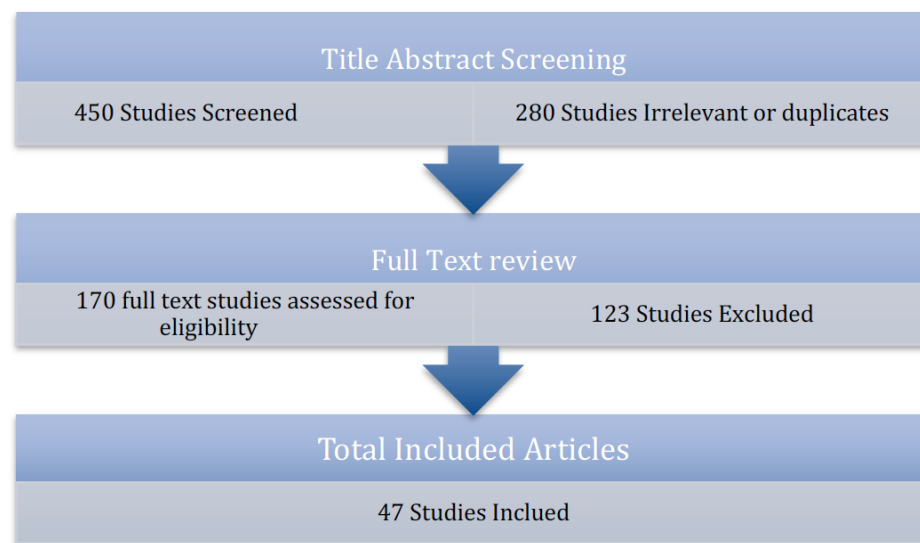 Title Abstract Screening
450 Studies Screened
280 Studies Irrelevant or duplicates
Full Text review
170 full text studies assessed for
eligibility
123 Studies Excluded
Total Included Articles
47 Studies Inclued